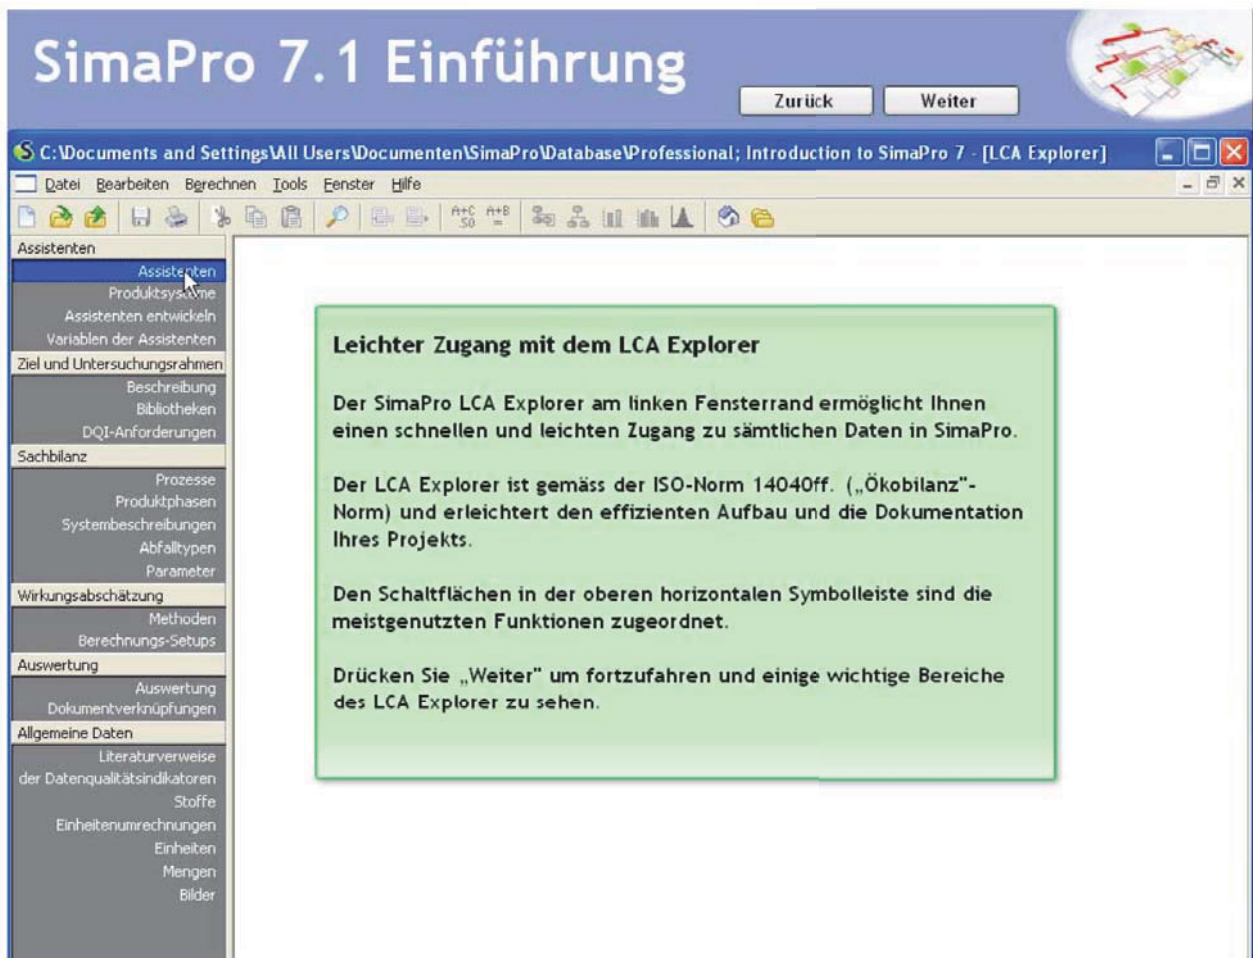 SimaPro 7.1 Einführung
Zurück Weiter
C:\Documents and Settings\All Users\Documenten\SimaPro\Database\Professional; Introduction to SimaPro 7 - [LCA Explorer]
Datei Bearbeiten Berechnen Tools Fenster Hilfe
A+C A+B
50 =
Assistenten
Assistenten
Produktsysteme
Assistenten entwickeln
Variablen der Assistenten
Ziel und Untersuchungsrahmen
Beschreibung
Bibliotheken
DQI-Anforderungen
Sachbilanz
Prozesse
Produktphasen
Systembeschreibungen
Abfalltypen
Parameter
Wirkungsabschätzung
Methoden
Berechnungs-Setups
Auswertung
Auswertung
Dokumentverknüpfungen
Allgemeine Daten
Literaturverweise
der Datenqualitätsindikatoren
Stoffe
Einheitenumrechnungen
Einheiten
Mengen
Bilder
Leichter Zugang mit dem LCA Explorer
Der SimaPro LCA Explorer am linken Fensterrand ermöglicht Ihnen
einen schnellen und leichten Zugang zu sämtlichen Daten in SimaPro.
Der LCA Explorer ist gemäss der ISO-Norm 14040ff. („Ökobilanz"-
Norm) und erleichtert den effizienten Aufbau und die Dokumentation
Ihres Projekts.
Den Schaltflächen in der oberen horizontalen Symbolleiste sind die
meistgenutzten Funktionen zugeordnet.
Drücken Sie „Weiter" um fortzufahren und einige wichtige Bereiche
des LCA Explorer zu sehen.